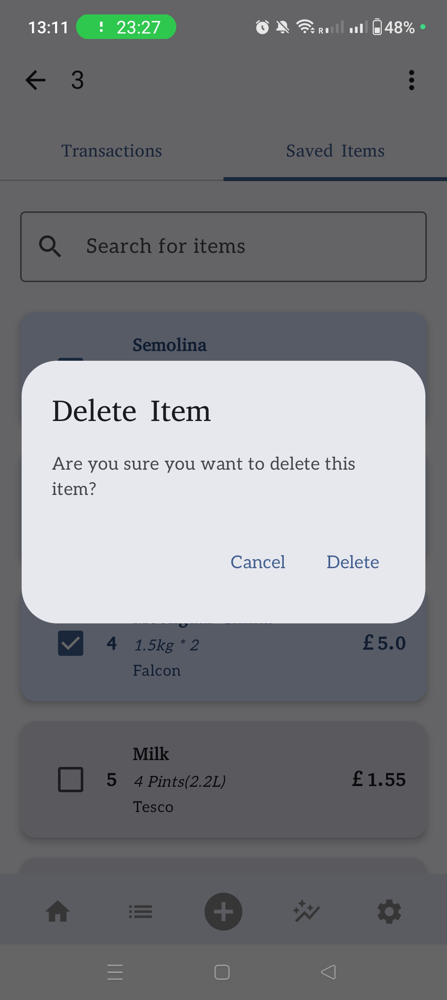 13:11 23:27 R 48%
3
Transactions Saved Items
Search for items
Semolina
Delete Item
Are you sure you want to delete this
item?
Cancel Delete
4 1.5kg * 2 £5.0
Falcon
Milk
5 4 Pints(2.2L) £1.55
Tesco